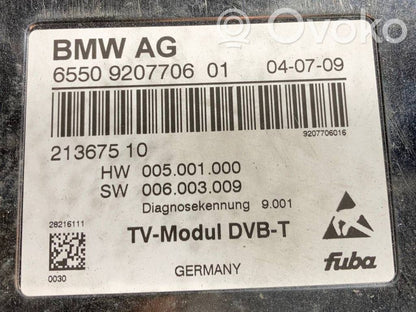 Ovoko
BMW AG
6550 9207706 01 04-07-09
9207706016
213675 10
HW 005.001.000
SW 006.003.009
Diagnosekennung 9.001
28216111
TV-Modul DVB-T
0030
GERMANY
fuba